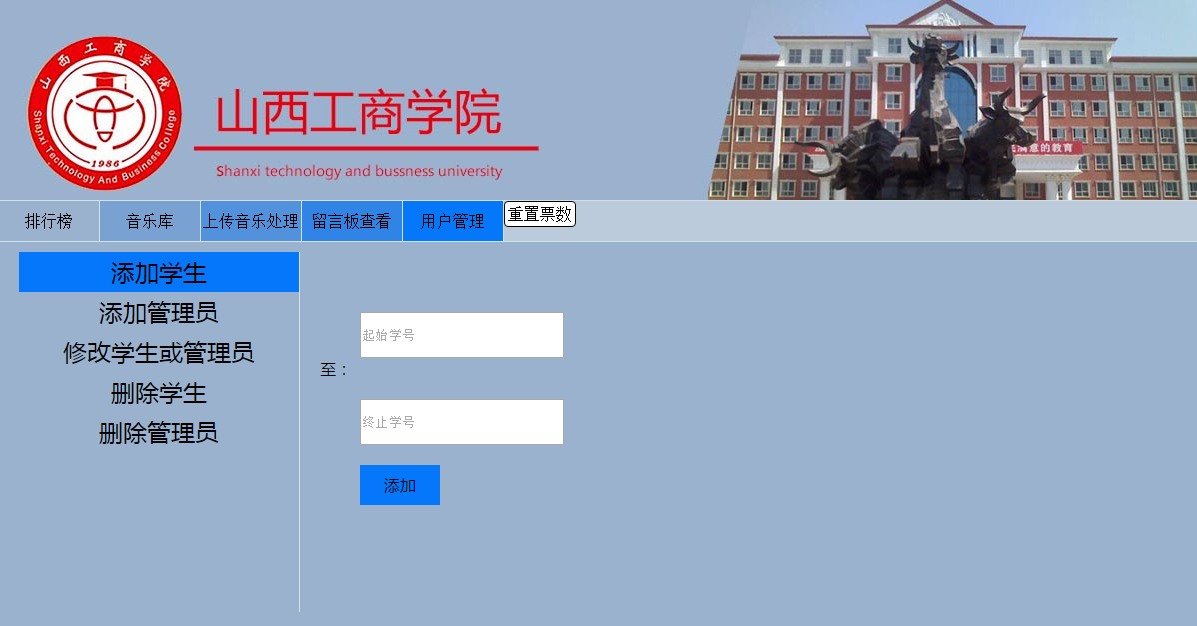 山西工商学院
Shanxi Technology And Business College
1986
山西工商学院
Shanxi technology and bussness university
满意的教育
排行榜
音乐库
上传音乐处理
留言板查看
用户管理
重置票数
添加学生
添加管理员
修改学生或管理员
删除学生
删除管理员
起始学号
至：
终止学号
添加